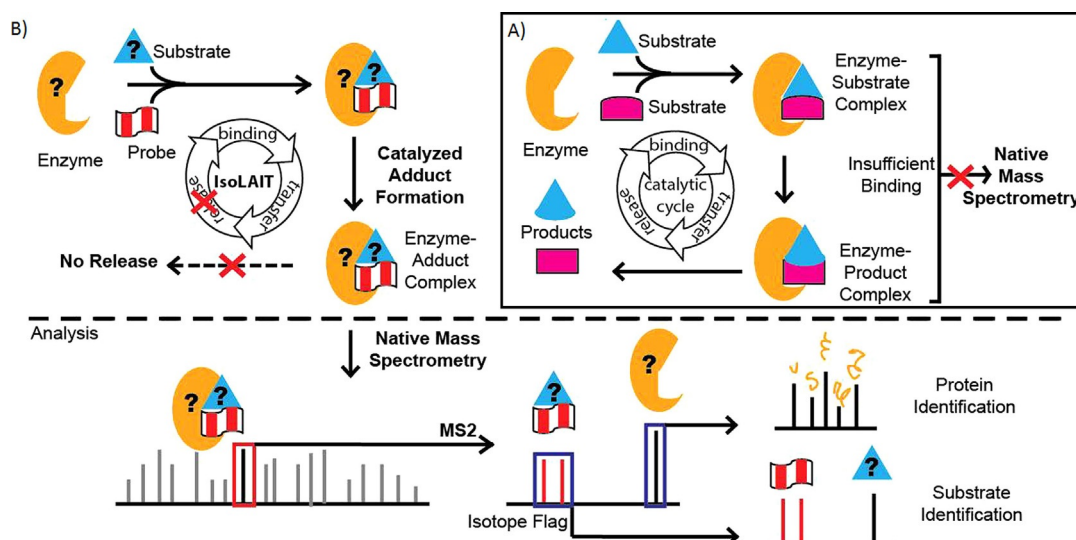 B)
?
Substrate
?
Enzyme
Probe
?
?
binding
transfer
release
IsoLAIT
Catalyzed
Adduct
Formation
?
?
Enzyme-
Adduct
Complex
No Release
A)
Substrate
Substrate
Enzyme
Enzyme-
Substrate
Complex
binding
transfer
release
catalytic
cycle
Products
Insufficient
Binding
Native
Mass
Spectrometry
Enzyme-
Product
Complex
Analysis
Native Mass
Spectrometry
?
?
MS2
?
?
Isotope Flag
Protein
Identification
?
Substrate
Identification